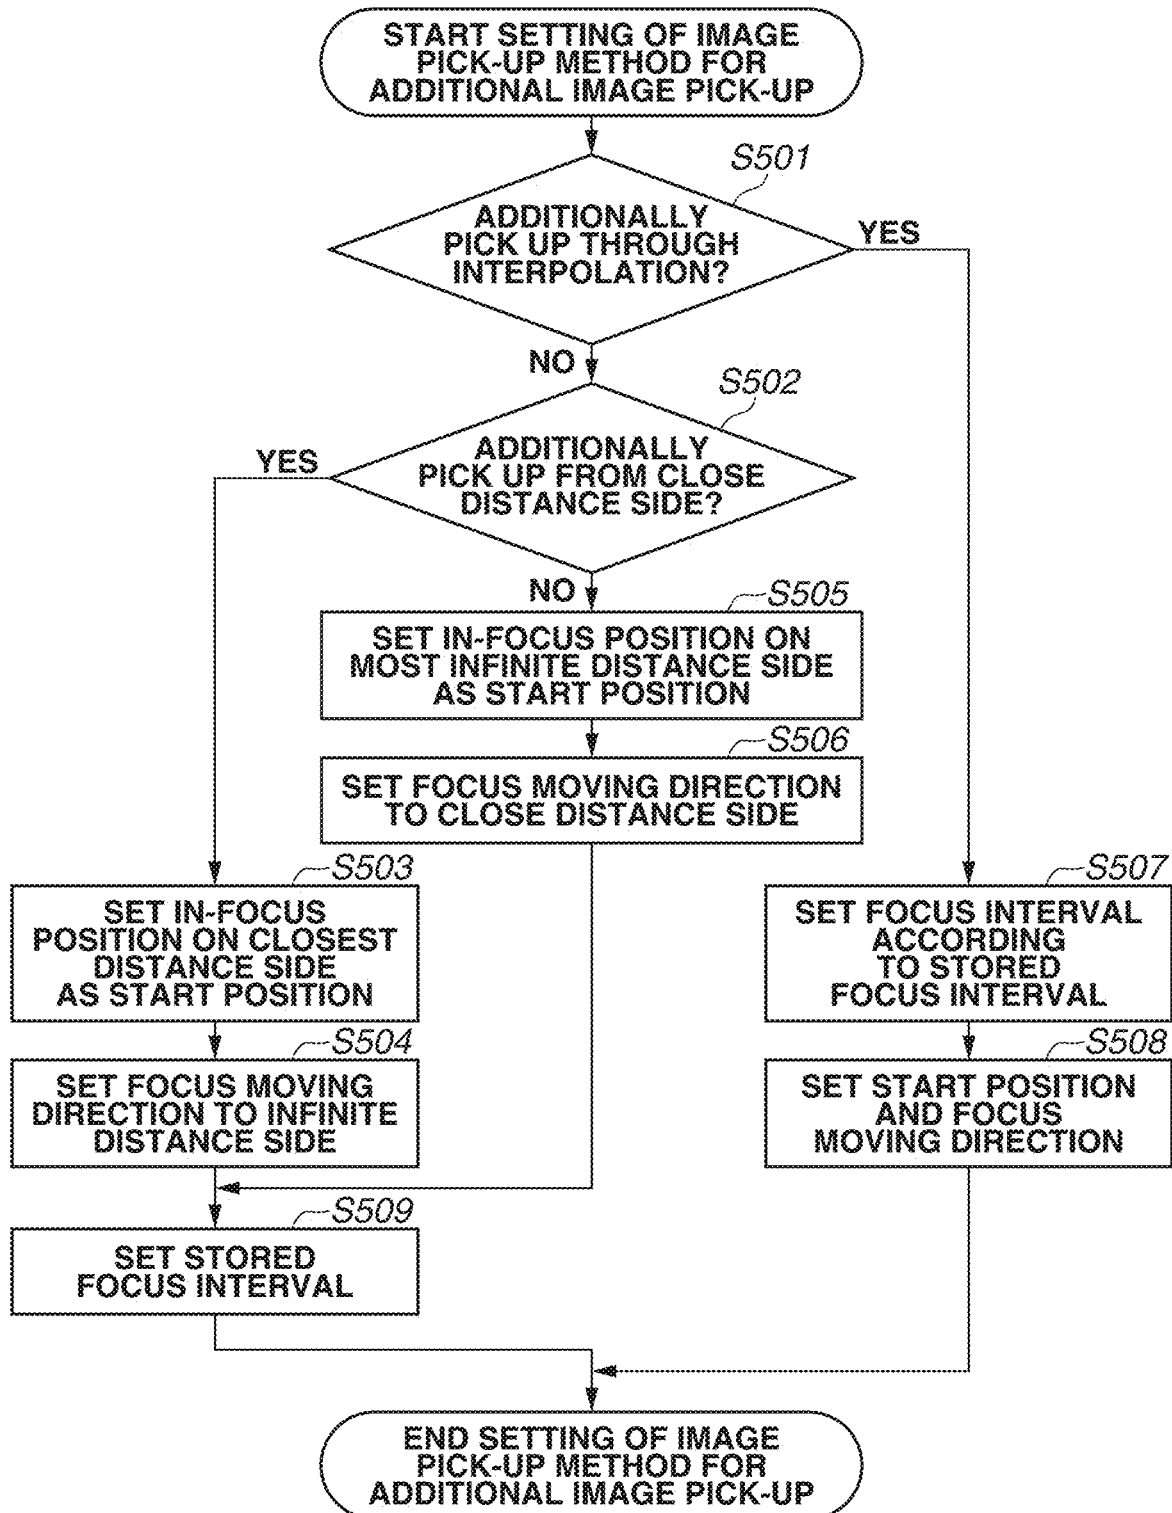 START SETTING OF IMAGE
PICK-UP METHOD FOR
ADDITIONAL IMAGE PICK-UP
S501
ADDITIONALLY
PICK UP THROUGH
INTERPOLATION?
YES
NO
S502
ADDITIONALLY
PICK UP FROM CLOSE
DISTANCE SIDE?
YES
NO
S505
SET IN-FOCUS POSITION ON
MOST INFINITE DISTANCE SIDE
AS START POSITION
S506
SET FOCUS MOVING DIRECTION
TO CLOSE DISTANCE SIDE
S503
SET IN-FOCUS
POSITION ON CLOSEST
DISTANCE SIDE
AS START POSITION
S504
SET FOCUS MOVING
DIRECTION TO INFINITE
DISTANCE SIDE
S507
SET FOCUS INTERVAL
ACCORDING
TO STORED
FOCUS INTERVAL
S508
SET START POSITION
AND FOCUS
MOVING DIRECTION
S509
SET STORED
FOCUS INTERVAL
END SETTING OF IMAGE
PICK-UP METHOD FOR
ADDITIONAL IMAGE PICK-UP